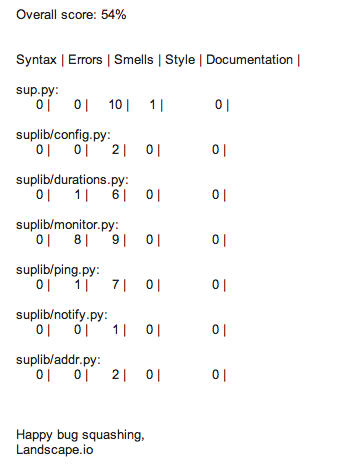 Overall score: 54%
Syntax | Errors | Smells | Style | Documentation |
sup.py:
0 | 0 | 10 | 1 | 0 |
suplib/config.py:
0 | 0 | 2 | 0 | 0 |
suplib/durations.py:
0 | 1 | 6 | 0 | 0 |
suplib/monitor.py:
0 | 8 | 9 | 0 | 0 |
suplib/ping.py:
0 | 1 | 7 | 0 | 0 |
suplib/notify.py:
0 | 0 | 1 | 0 | 0 |
suplib/addr.py:
0 | 0 | 2 | 0 | 0 |
Happy bug squashing,
Landscape.io